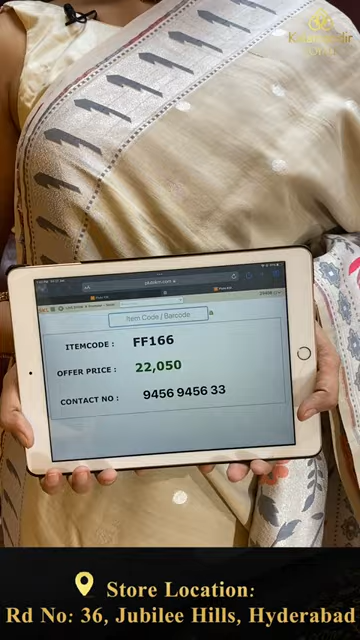 Item Code / Barcode
ITEMCODE : FF166
OFFER PRICE : 22,050
CONTACT NO : 9456 9456 33
Store Location:
Rd No: 36, Jubilee Hills, Hyderabad